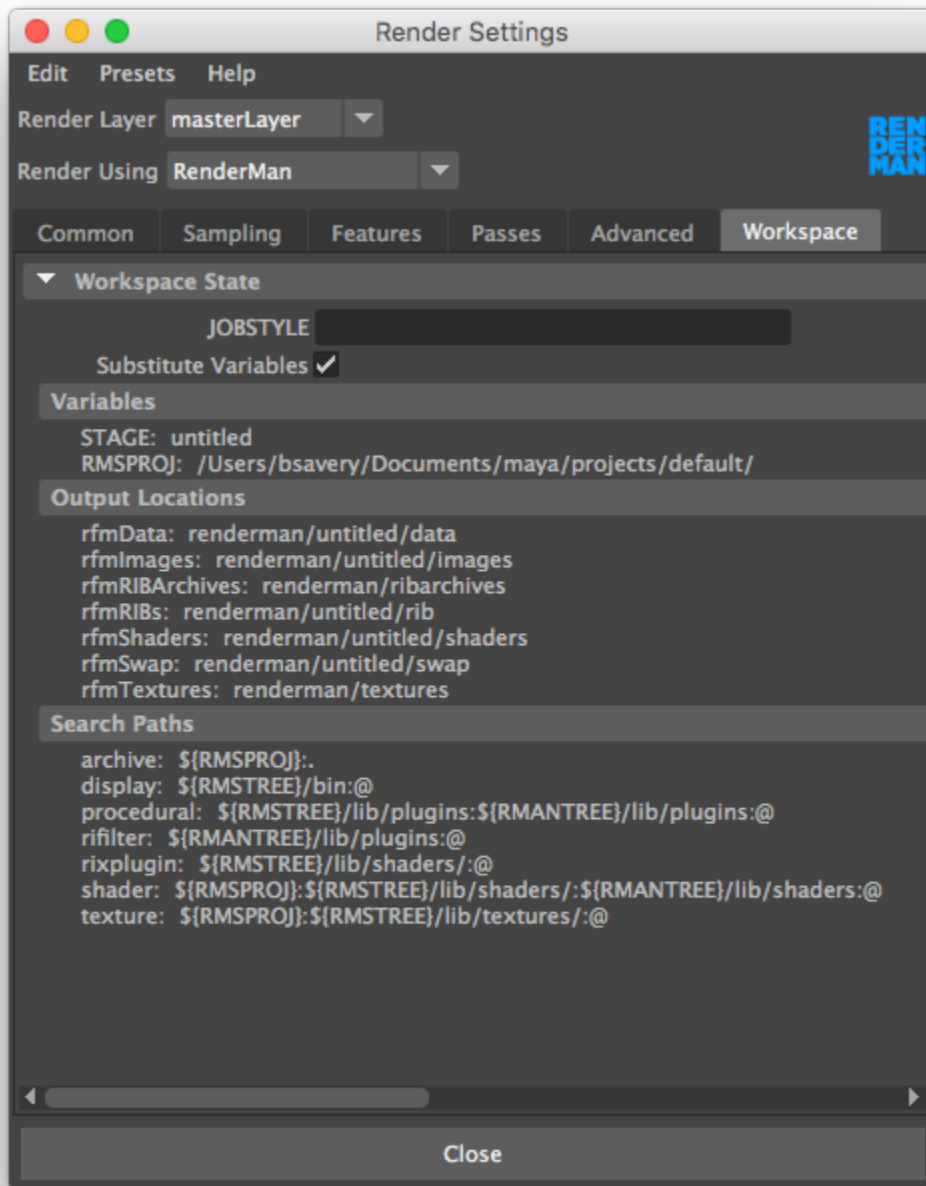 Render Settings
Edit Presets Help
Render Layer masterLayer
REN
DER
MAN
Render Using RenderMan
Common Sampling Features Passes Advanced Workspace
Workspace State
JOBSTYLE
Substitute Variables
Variables
STAGE: untitled
RMSPROJ: /Users/bsavery/Documents/maya/projects/default/
Output Locations
rfmData: renderman/untitled/data
rfmImages: renderman/untitled/images
rfmRIBArchives: renderman/ribarchives
rfmRIBs: renderman/untitled/rib
rfmShaders: renderman/untitled/shaders
rfmSwap: renderman/untitled/swap
rfmTextures: renderman/textures
Search Paths
archive: ${RMSPROJ}:.
display: ${RMSTREE}/bin:@
procedural: ${RMSTREE}/lib/plugins:${RMANTREE}/lib/plugins:@
rifilter: ${RMANTREE}/lib/plugins:@
rixplugin: ${RMSTREE}/lib/shaders/:@
shader: ${RMSPROJ}:${RMSTREE}/lib/shaders/:${RMANTREE}/lib/shaders:@
texture: ${RMSPROJ}:${RMSTREE}/lib/textures/:@
Close